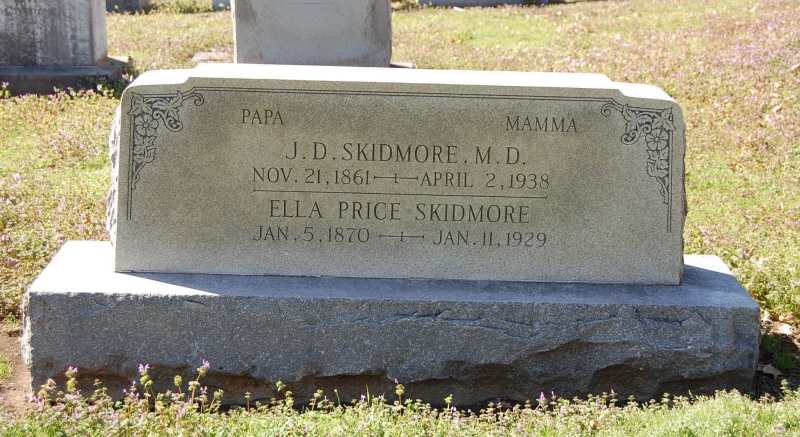 PAPA MAMMA
J. D. SKIDMORE, M. D.
NOV. 21, 1861 — APRIL 2, 1938
ELLA PRICE SKIDMORE
JAN. 5, 1870 — JAN. 11, 1929